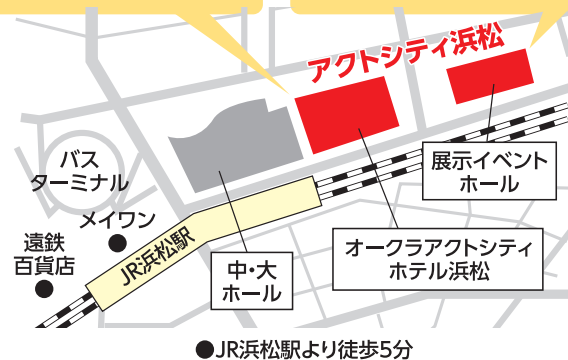 アクトシティ浜松
展示イベント
ホール
バス
ターミナル
メイワン
遠鉄
百貨店
JR浜松駅
中・大
ホール
オークラアクトシティ
ホテル浜松
●JR浜松駅より徒歩5分